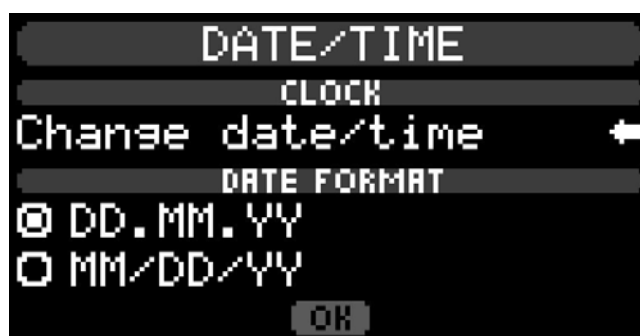 DATE/TIME
CLOCK
Change date/time
DATE FORMAT
DD.MM.YY
MM/DD/YY
OK